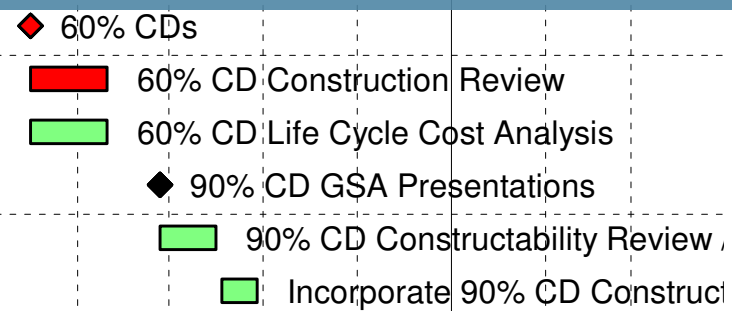 60% CDs
60% CD Construction Review
60% CD Life Cycle Cost Analysis
90% CD GSA Presentations
90% CD Constructability Review /
Incorporate 90% CD Construct